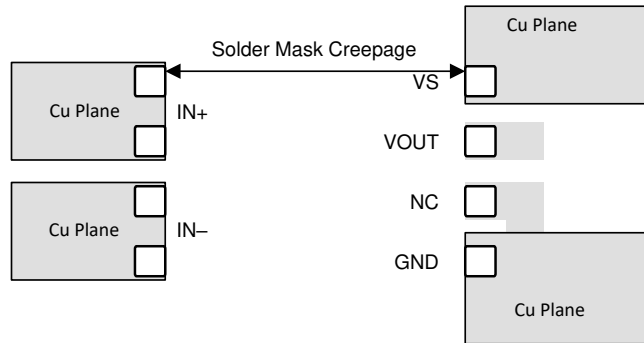 Cu Plane
Solder Mask Creepage
VS
Cu Plane
IN+
VOUT
NC
Cu Plane
IN–
GND
Cu Plane